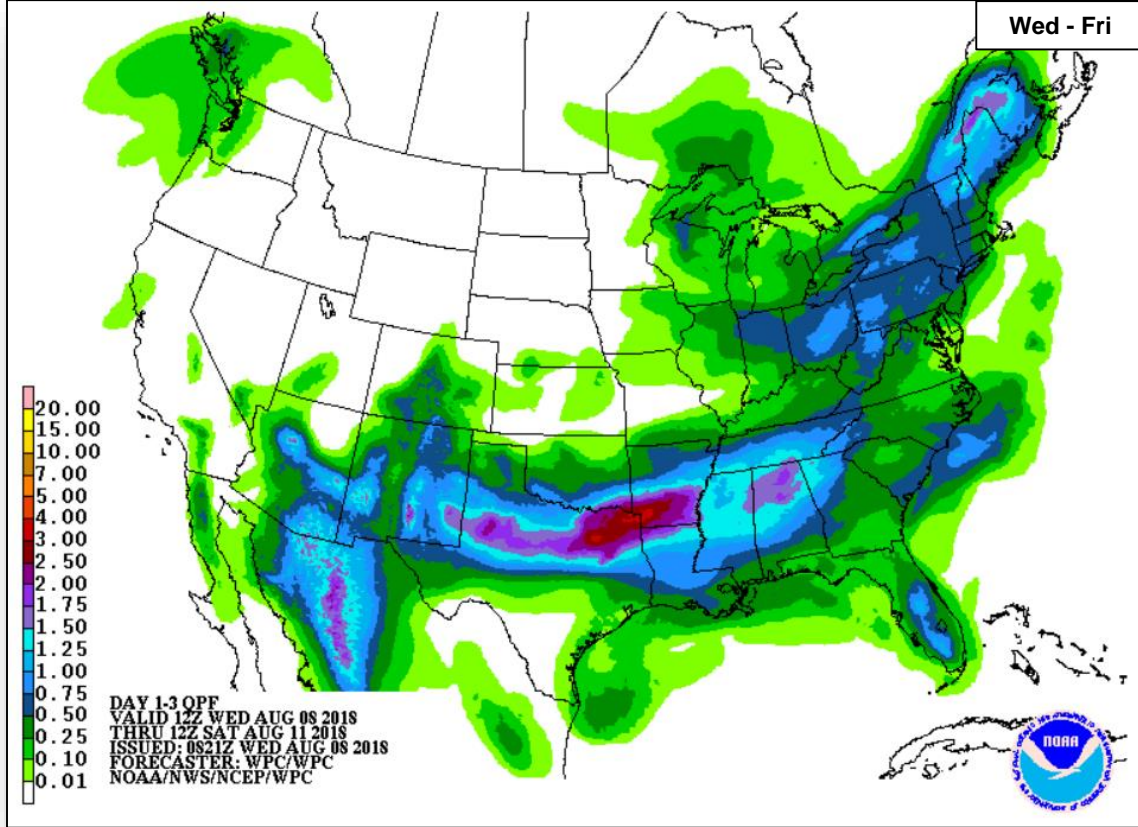 Wed - Fri
20.00
15.00
10.00
7.00
5.00
4.00
3.00
2.50
2.00
1.75
1.50
1.25
1.00
0.75
0.50
0.25
0.10
0.01
DAY 1-3 QPF
VALID 12Z WED AUG 08 2018
THRU 12Z SAT AUG 11 2018
ISSUED: 0821Z WED AUG 08 2018
FORECASTER: WPC/WPC
NOAA/NWS/NCEP/WPC
NOAA